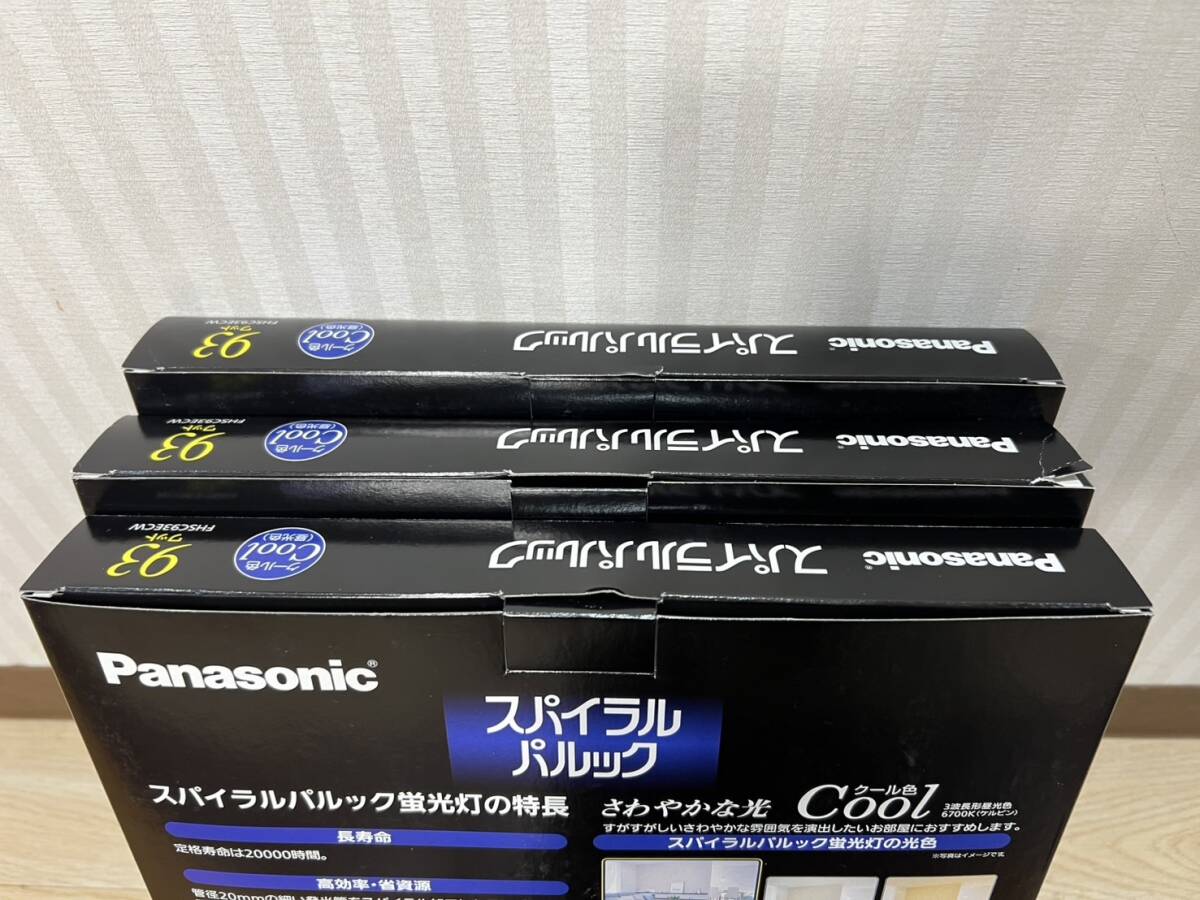 Panasonic
スパイラルパルック
クール色
Cool
(昼光色)
93
ワット
FHSC93ECW
Panasonic®
スパイラルパルック
クール色
Cool
(昼光色)
93
ワット
FHSC93ECW
Panasonic®
スパイラルパルック
クール色
Cool
(昼光色)
93
ワット
FHSC93ECW
Panasonic®
スパイラル
パルック
スパイラルパルック蛍光灯の特長
長寿命
定格寿命は20000時間。
高効率・省資源
さわやかな光
クール色
Cool
3波長形昼光色
6700K(ケルビン)
すがすがしいさわやかな雰囲気を演出したいお部屋におすすめします。
スパイラルパルック蛍光灯の光色
※写真はイメージです。